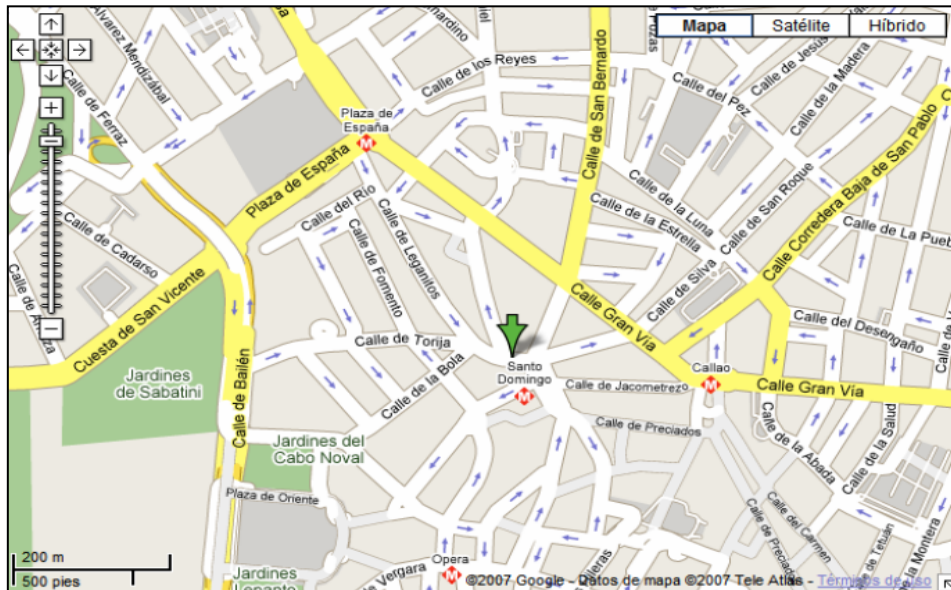 Mapa
Satélite
Híbrido
Calle de los Reyes
Calle de San Bernardo
Calle del Pez
Calle de Jesús
Calle de la Madera
Alvarez Mendizábal
Calle de Ferraz
Plaza de
España
Plaza de España
Calle Corredera Baja de San Pablo
Calle del Río
Calle de Leganitos
Calle de Fomento
Calle de la Luna
Calle de San Roque
Calle de la Estrella
Calle de La
Calle de Cadarso
Cuesta de San Vicente
Calle de Silva
Calle Gran Vía
Calle del Desengaño
Calle de Torija
Calle de la Bola
Santo
Domingo
Callao
Calle de Jacometrezo
Calle Gran Vía
Jardines
de Sabatini
Calle de Bailén
Calle de Preciados
Calle de la Abada
Calle de la Salud
Jardines del
Cabo Noval
Plaza de Oriente
Calle de Preciados
Calle del Carmen
de Tetuán
de la Montera
200 m
500 pies
Opera
Vergara
Jardines
©2007 Google - Datos de mapa ©2007 Tele Atlas - Términos de uso